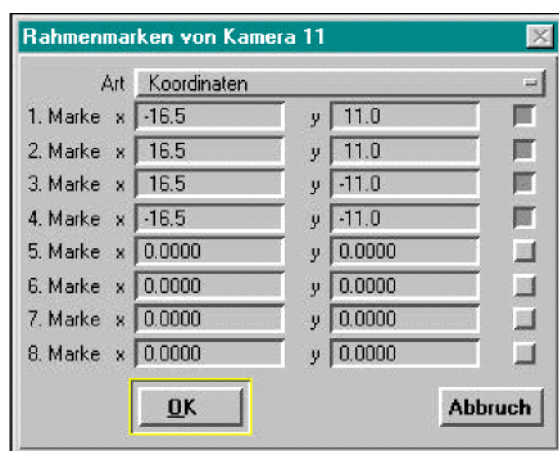 Rahmenmarken von Kamera 11
Art Koordinaten
1. Marke x -16.5 y 11.0
2. Marke x 16.5 y 11.0
3. Marke x 16.5 y -11.0
4. Marke x -16.5 y -11.0
5. Marke x 0.0000 y 0.0000
6. Marke x 0.0000 y 0.0000
7. Marke x 0.0000 y 0.0000
8. Marke x 0.0000 y 0.0000
OK Abbruch